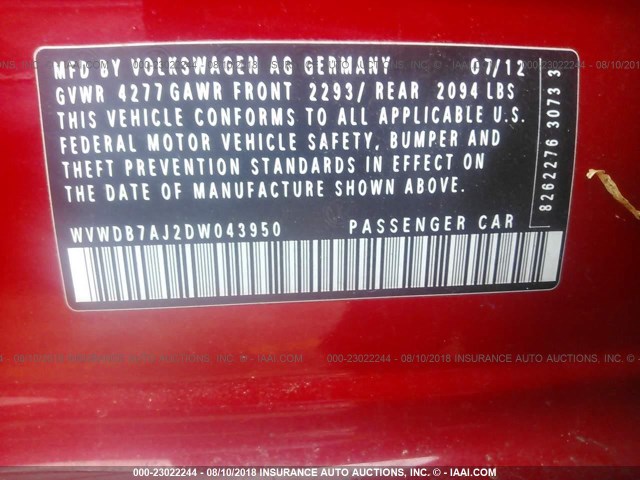 MFD BY VOLKSWAGEN AG GERMANY 07/12
GVWR 4277 GAWR FRONT 2293/ REAR 2094 LBS
THIS VEHICLE CONFORMS TO ALL APPLICABLE U.S.
FEDERAL MOTOR VEHICLE SAFETY, BUMPER AND
THEFT PREVENTION STANDARDS IN EFFECT ON
THE DATE OF MANUFACTURE SHOWN ABOVE.
WVWDB7AJ2DW043950 PASSENGER CAR
8262276 3073 3
000-23022244 - 08/10/2018 INSURANCE AUTO AUCTIONS, INC. - © IAAI.COM